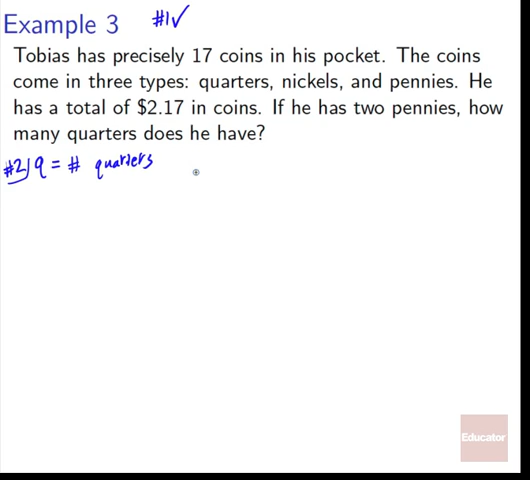 Example 3 #1✓
Tobias has precisely 17 coins in his pocket. The coins
come in three types: quarters, nickels, and pennies. He
has a total of $2.17 in coins. If he has two pennies, how
many quarters does he have?
#2) q = # quarters
Educator